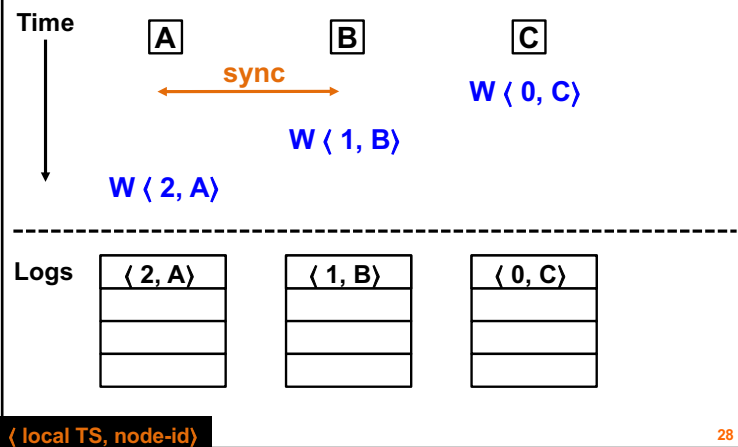 Time
A B C
sync
W ⟨ 0, C⟩
W ⟨ 1, B⟩
W ⟨ 2, A⟩
Logs ⟨ 2, A⟩ ⟨ 1, B⟩ ⟨ 0, C⟩
⟨ local TS, node-id⟩ 28